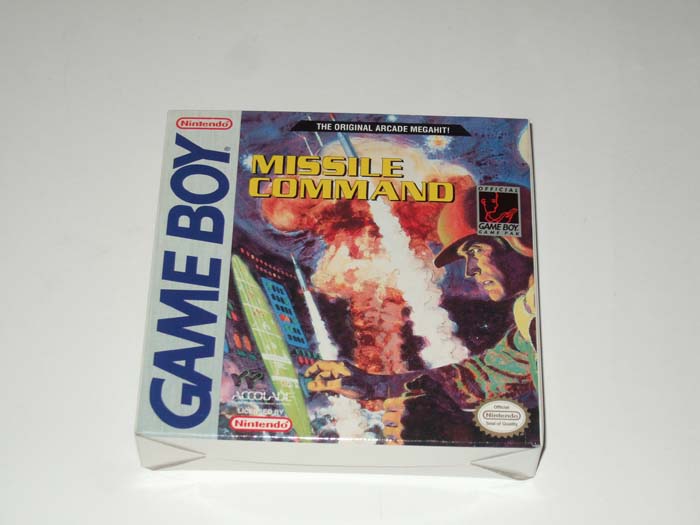 Nintendo
GAME BOY
THE ORIGINAL ARCADE MEGAHIT!
MISSILE
COMMAND
OFFICIAL
GAME BOY
GAME PAK
ACCOLADE
LICENSED BY
Nintendo
Official
Nintendo
Seal of Quality